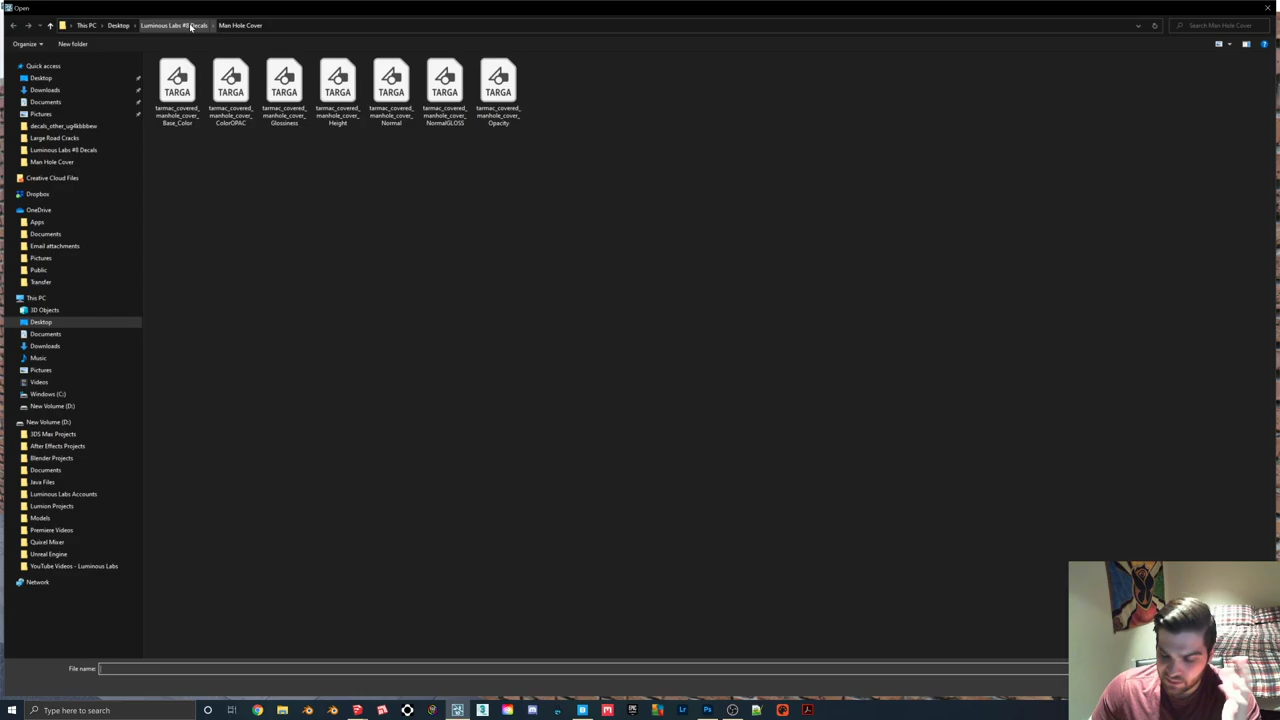 Open
This PC > Desktop > Luminous Labs #8 Decals > Man Hole Cover
Search Man Hole Cover
Organize
New folder
Quick access
Desktop
Downloads
Documents
Pictures
decals_other_ug4kbbbew
Large Road Cracks
Luminous Labs #8 Decals
Man Hole Cover
Creative Cloud Files
Dropbox
OneDrive
Apps
Documents
Email attachments
Pictures
Public
Transfer
This PC
3D Objects
Desktop
Documents
Downloads
Music
Pictures
Videos
Windows (C:)
New Volume (D:)
New Volume (D:)
3DS Max Projects
After Effects Projects
Blender Projects
Documents
Java Files
Luminous Labs Accounts
Lumion Projects
Models
Premiere Videos
Quixel Mixer
Unreal Engine
YouTube Videos - Luminous Labs
Network
TARGA
tarmac_covered_
manhole_cover_
Base_Color
TARGA
tarmac_covered_
manhole_cover_
ColorOPAC
TARGA
tarmac_covered_
manhole_cover_
Glossiness
TARGA
tarmac_covered_
manhole_cover_
Height
TARGA
tarmac_covered_
manhole_cover_
Normal
TARGA
tarmac_covered_
manhole_cover_
NormalGLOSS
TARGA
tarmac_covered_
manhole_cover_
Opacity
File name:
Type here to search